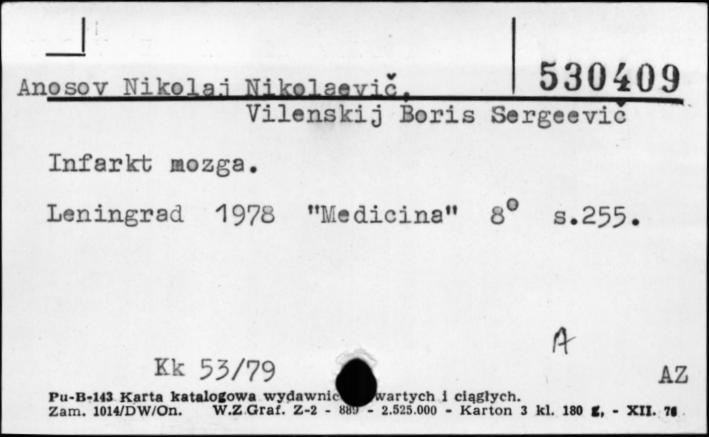 530409
Anosov Nikolaj Nikolaevič,
Vilenskij Boris Sergeevič
Infarkt mozga.
Leningrad 1978 "Medicina" 8° s.255.
A
Kk 53/79
AZ
Pu-B-143 Karta katalogowa wydawnic wartych i ciągłych.
Zam. 1014/DW/On. W.Z.Graf. Z-2 - 889 - 2.525.000 - Karton 3 kl. 180 g, - XII.